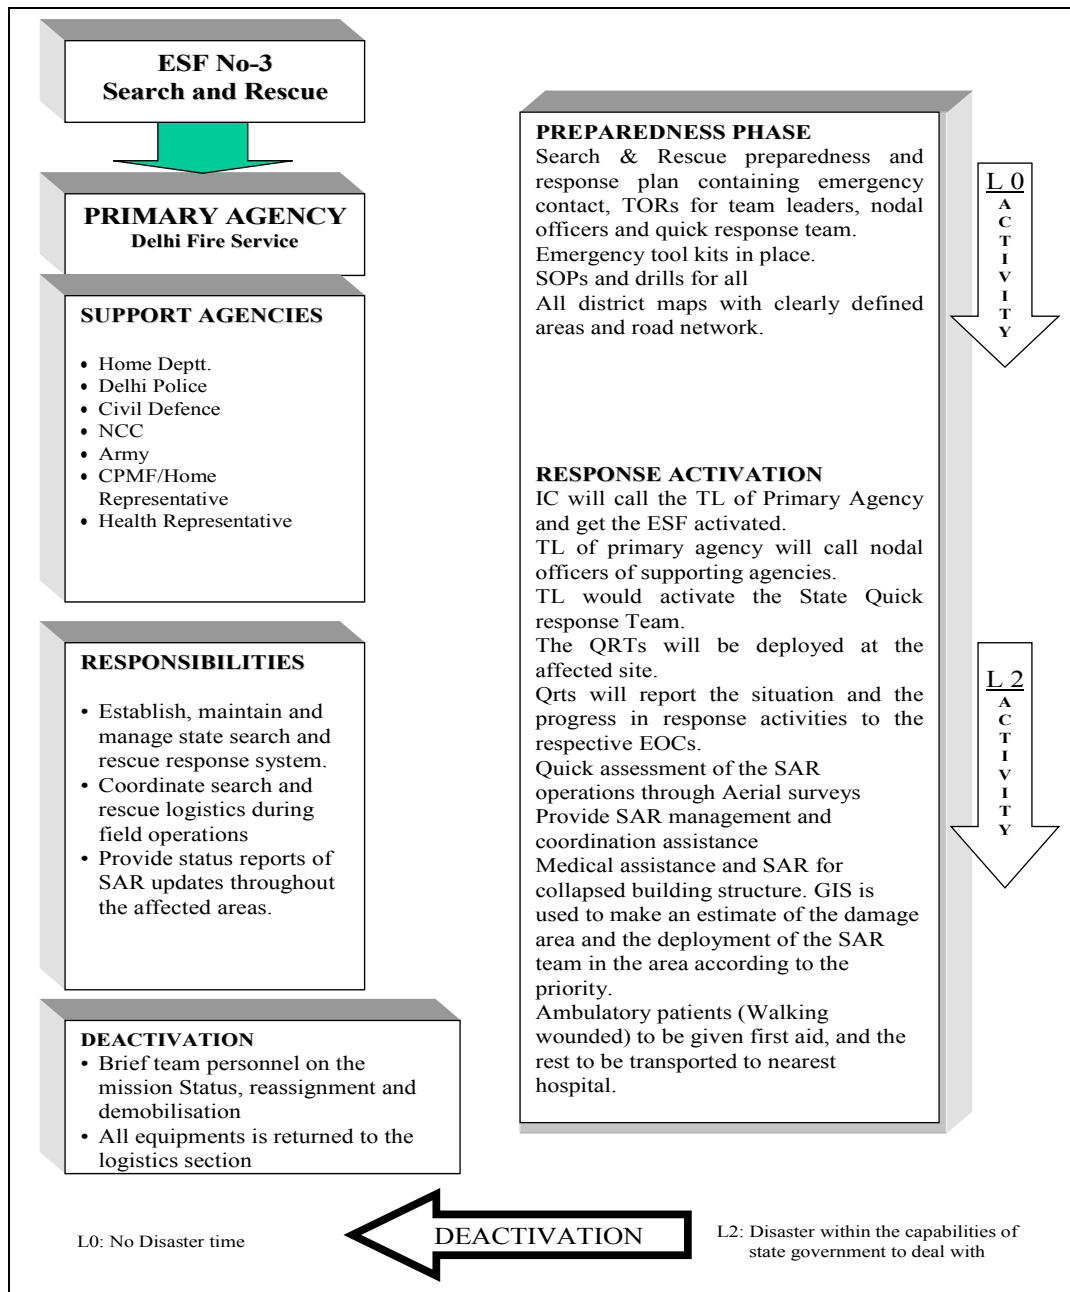 ESF No-3
Search and Rescue
PRIMARY AGENCY
Delhi Fire Service
SUPPORT AGENCIES
• Home Deptt.
• Delhi Police
• Civil Defence
• NCC
• Army
• CPMF/Home
Representative
• Health Representative
RESPONSIBILITIES
• Establish, maintain and
manage state search and
rescue response system.
• Coordinate search and
rescue logistics during
field operations
• Provide status reports of
SAR updates throughout
the affected areas.
DEACTIVATION
• Brief team personnel on the
mission Status, reassignment and
demobilisation
• All equipments is returned to the
logistics section
PREPAREDNESS PHASE
Search & Rescue preparedness and
response plan containing emergency
contact, TORs for team leaders, nodal
officers and quick response team.
Emergency tool kits in place.
SOPs and drills for all
All district maps with clearly defined
areas and road network.
RESPONSE ACTIVATION
IC will call the TL of Primary Agency
and get the ESF activated.
TL of primary agency will call nodal
officers of supporting agencies.
TL would activate the State Quick
response Team.
The QRTs will be deployed at the
affected site.
Qrts will report the situation and the
progress in response activities to the
respective EOCs.
Quick assessment of the SAR
operations through Aerial surveys
Provide SAR management and
coordination assistance
Medical assistance and SAR for
collapsed building structure. GIS is
used to make an estimate of the damage
area and the deployment of the SAR
team in the area according to the
priority.
Ambulatory patients (Walking
wounded) to be given first aid, and the
rest to be transported to nearest
hospital.
L 0
ACTIVITY
L 2
ACTIVITY
L0: No Disaster time
DEACTIVATION
L2: Disaster within the capabilities of
state government to deal with